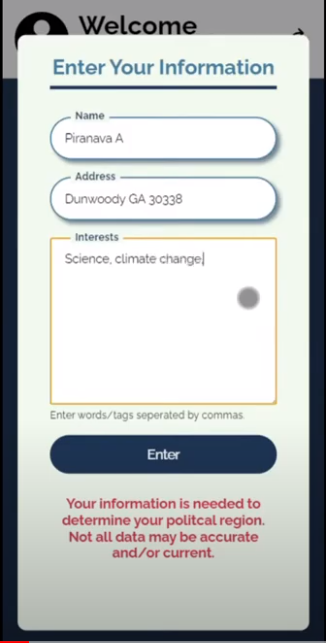 Welcome
Enter Your Information
Name
Piranava A
Address
Dunwoody GA 30338
Interests
Science, climate change,
Enter words/tags seperated by commas.
Enter
Your information is needed to
determine your politcal region.
Not all data may be accurate
and/or current.